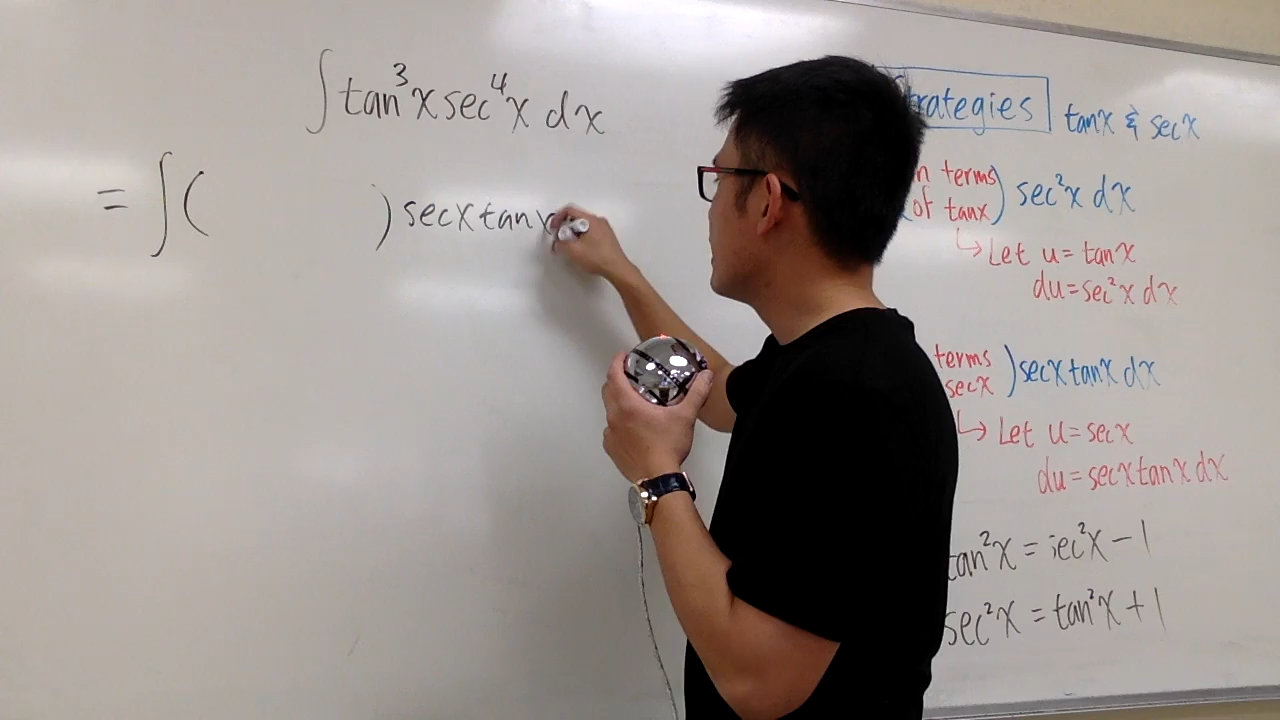 ∫ tan³x sec⁴x dx
= ∫ ( ) secx tanx
Strategies tanx & secx
in terms of tanx) sec²x dx
↳ Let u = tanx
du = sec²x dx
terms secx )secx tanx dx
↳ Let u = secx
du = secx tanx dx
tan²x = sec²x − 1
sec²x = tan²x + 1